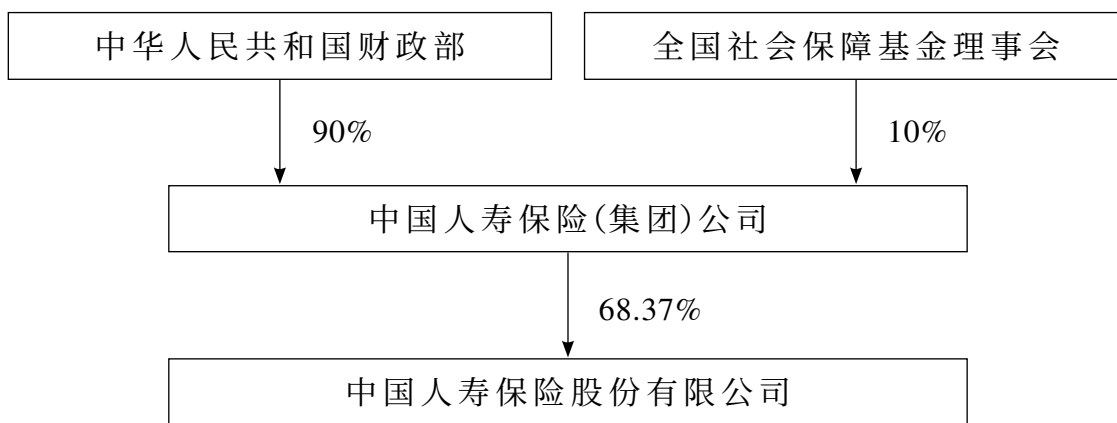 中华人民共和国财政部
全国社会保障基金理事会
90%
10%
中国人寿保险(集团)公司
68.37%
中国人寿保险股份有限公司